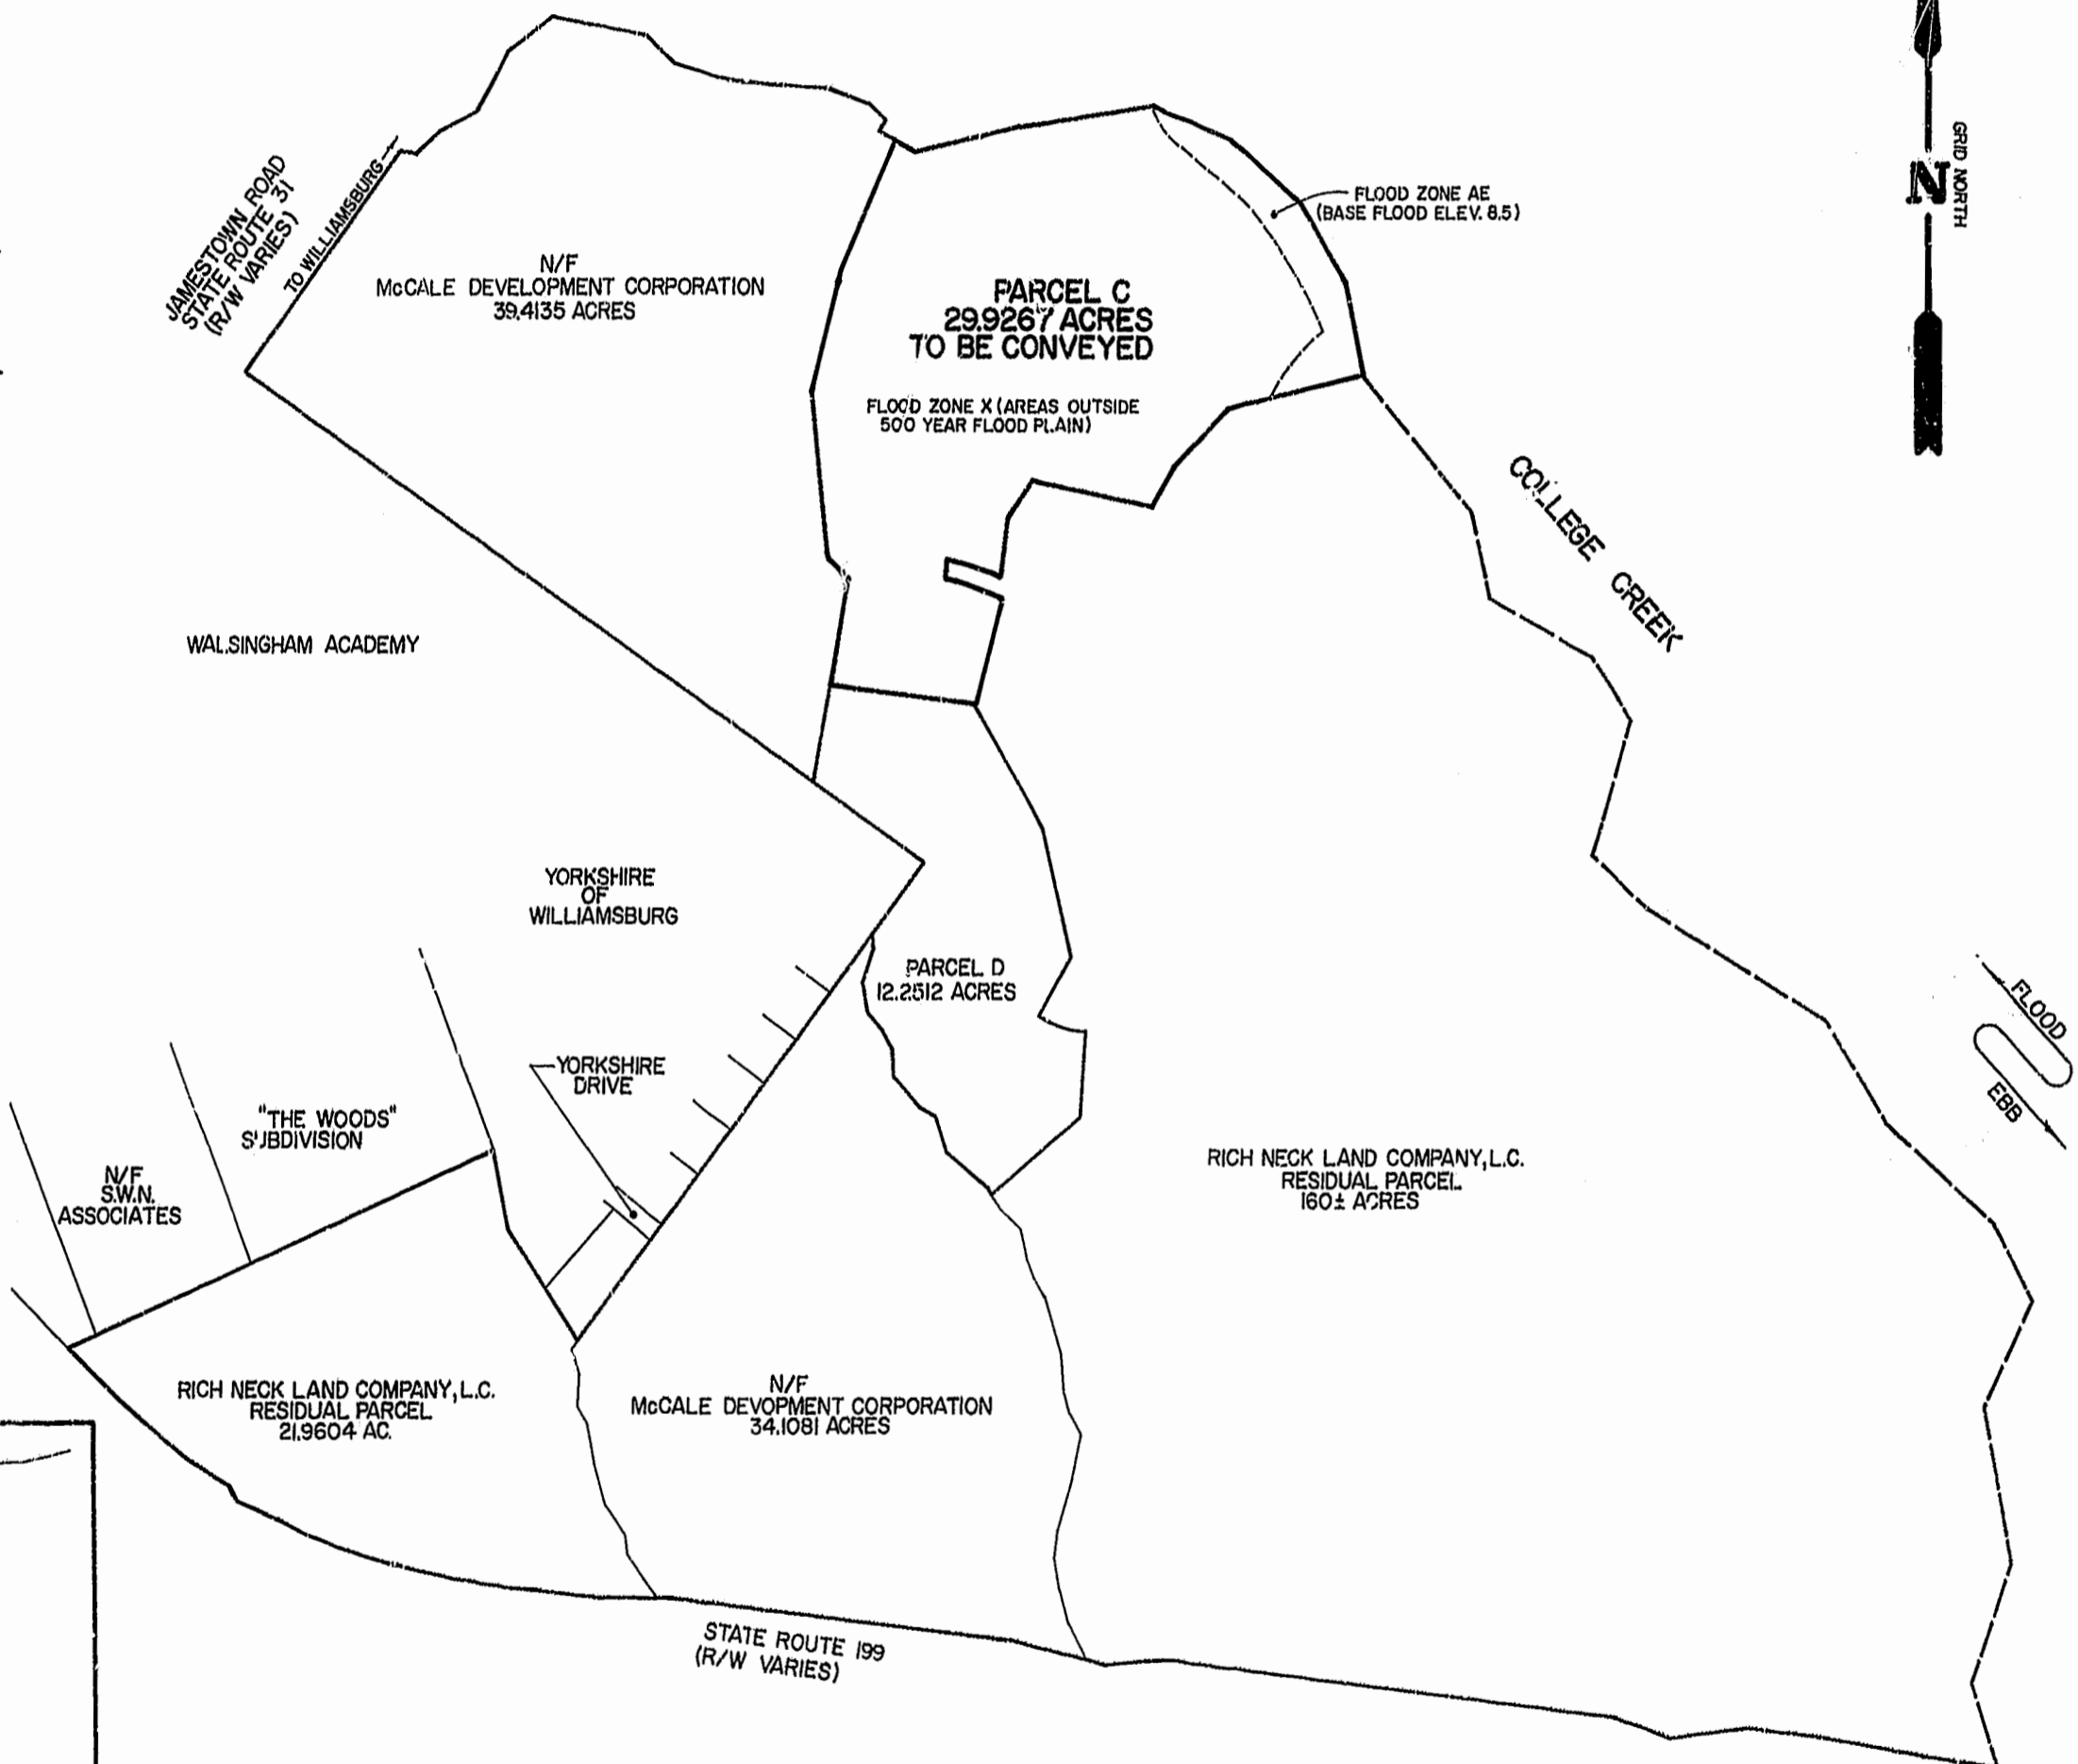 GRID NORTH
N
JAMESTOWN ROAD
STATE ROUTE 31
(R/W VARIES)
TO WILLIAMSBURG
N/F
McCALE DEVELOPMENT CORPORATION
39.4135 ACRES
FLOOD ZONE AE
(BASE FLOOD ELEV. 8.5)
PARCEL C
29.9267 ACRES
TO BE CONVEYED
FLOOD ZONE X (AREAS OUTSIDE
500 YEAR FLOOD PLAIN)
COLLEGE CREEK
WALSINGHAM ACADEMY
YORKSHIRE
OF
WILLIAMSBURG
PARCEL D
12.2512 ACRES
FLOOD
EBB
YORKSHIRE
DRIVE
"THE WOODS"
SUBDIVISION
N/F
S.W.N.
ASSOCIATES
RICH NECK LAND COMPANY, L.C.
RESIDUAL PARCEL
160± ACRES
RICH NECK LAND COMPANY, L.C.
RESIDUAL PARCEL
21.9604 AC.
N/F
McCALE DEVOPMENT CORPORATION
34.1081 ACRES
STATE ROUTE 199
(R/W VARIES)